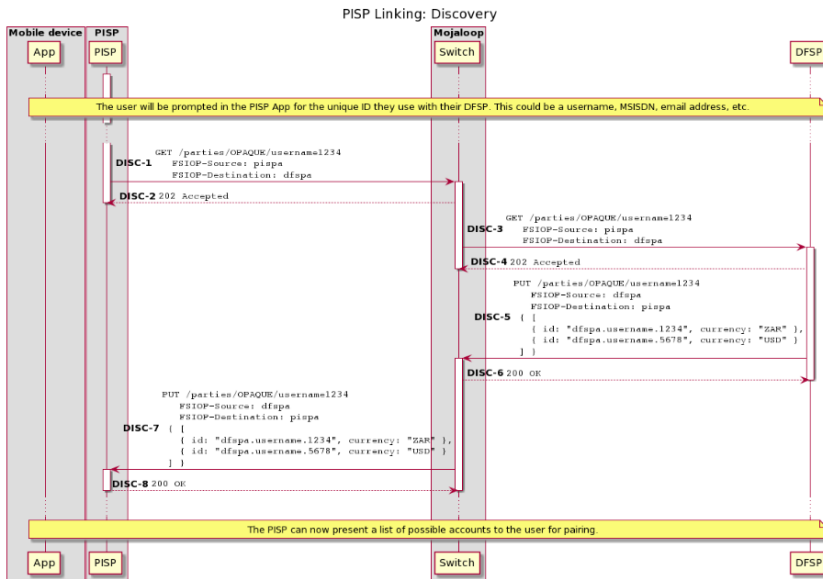 PISP Linking: Discovery
Mobile device
PISP
Mojaloop
App
PISP
Switch
DFSP
The user will be prompted in the PISP App for the unique ID they use with their DFSP. This could be a username, MSISDN, email address, etc.
GET /parties/OPAQUE/username1234
DISC-1 FSIOP-Source: pispa
FSIOP-Destination: dfspa
DISC-2 202 Accepted
GET /parties/OPAQUE/username1234
DISC-3 FSIOP-Source: pispa
FSIOP-Destination: dfspa
DISC-4 202 Accepted
PUT /parties/OPAQUE/username1234
FSIOP-Source: dfspa
FSIOP-Destination: pispa
DISC-5 { [
{ id: "dfspa.username.1234", currency: "ZAR" },
{ id: "dfspa.username.5678", currency: "USD" }
] }
DISC-6 200 OK
PUT /parties/OPAQUE/username1234
FSIOP-Source: dfspa
FSIOP-Destination: pispa
DISC-7 { [
{ id: "dfspa.username.1234", currency: "ZAR" },
{ id: "dfspa.username.5678", currency: "USD" }
] }
DISC-8 200 OK
The PISP can now present a list of possible accounts to the user for pairing.
App
PISP
Switch
DFSP